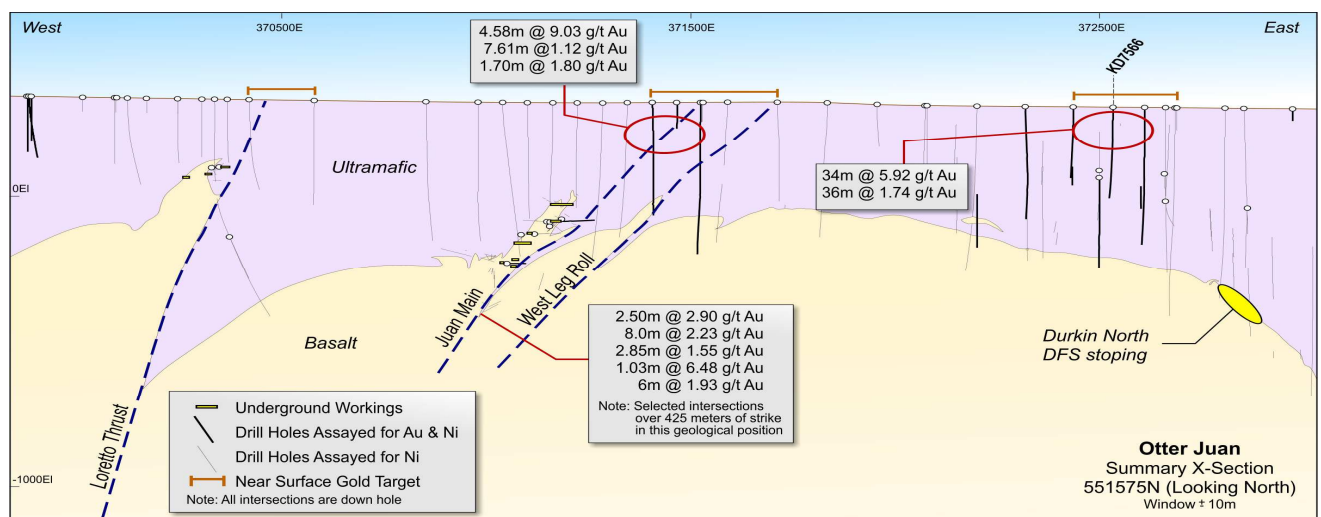 West
370500E
371500E
372500E
East
KD7566
4.58m @ 9.03 g/t Au
7.61m @1.12 g/t Au
1.70m @ 1.80 g/t Au
Ultramafic
34m @ 5.92 g/t Au
36m @ 1.74 g/t Au
0El
Juan Main
West Leg Roll
2.50m @ 2.90 g/t Au
8.0m @ 2.23 g/t Au
2.85m @ 1.55 g/t Au
1.03m @ 6.48 g/t Au
6m @ 1.93 g/t Au
Note: Selected intersections
over 425 meters of strike
in this geological position
Durkin North
DFS stoping
Basalt
Loretto Thrust
Underground Workings
Drill Holes Assayed for Au & Ni
Drill Holes Assayed for Ni
Near Surface Gold Target
Note: All intersections are down hole
-1000El
Otter Juan
Summary X-Section
551575N (Looking North)
Window ± 10m